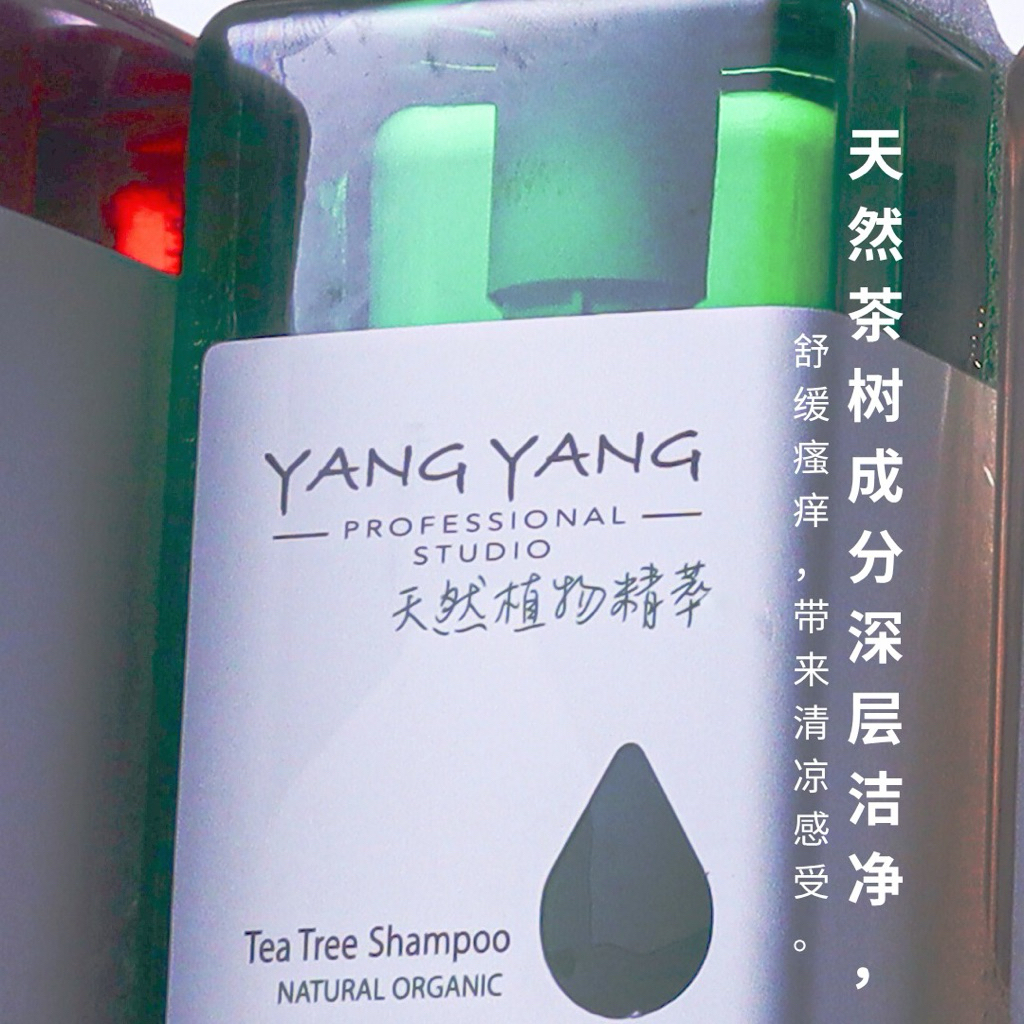 YANG YANG
PROFESSIONAL
STUDIO
天然植物精萃
Tea Tree Shampoo
NATURAL ORGANIC
天然茶树成分深层洁净，
舒缓瘙痒，带来清凉感受。